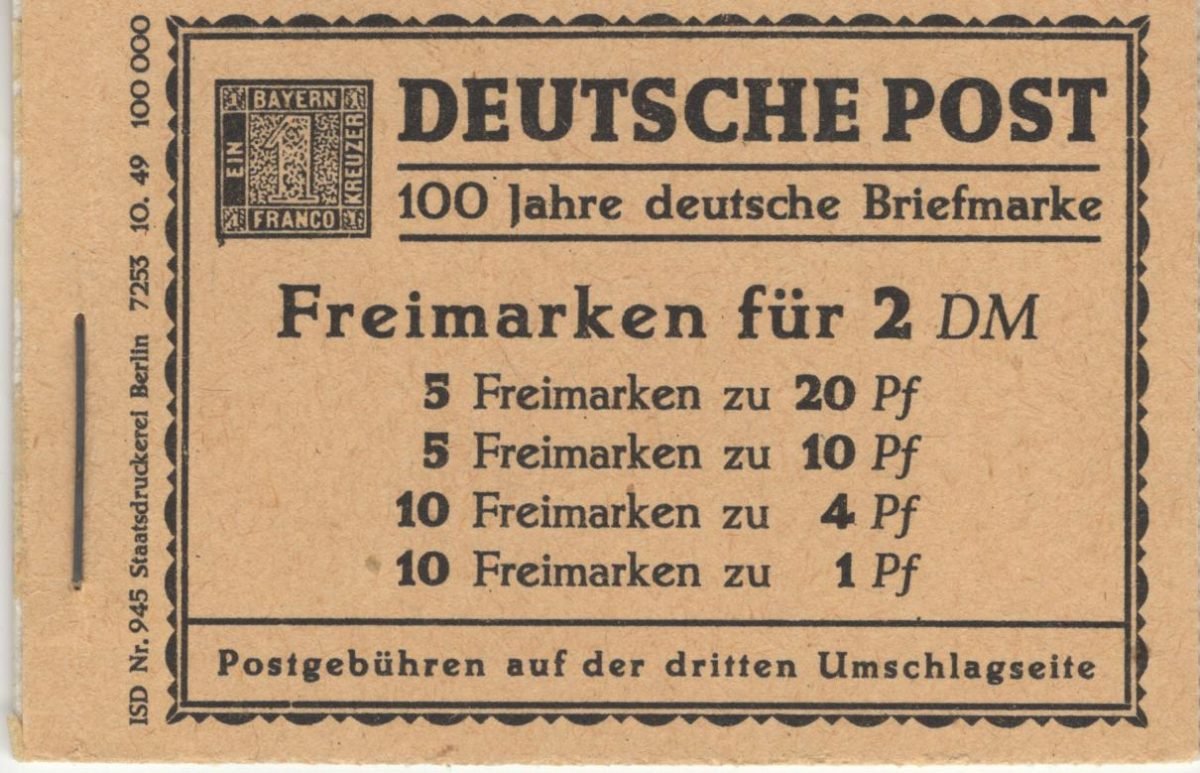 ISD Nr. 945 Staatsdruckerei Berlin 7253 10. 49 100 000
BAYERN
EIN
1
KREUZER
FRANCO
DEUTSCHE POST
100 Jahre deutsche Briefmarke
Freimarken für 2 DM
5 Freimarken zu 20 Pf
5 Freimarken zu 10 Pf
10 Freimarken zu 4 Pf
10 Freimarken zu 1 Pf
Postgebühren auf der dritten Umschlagseite